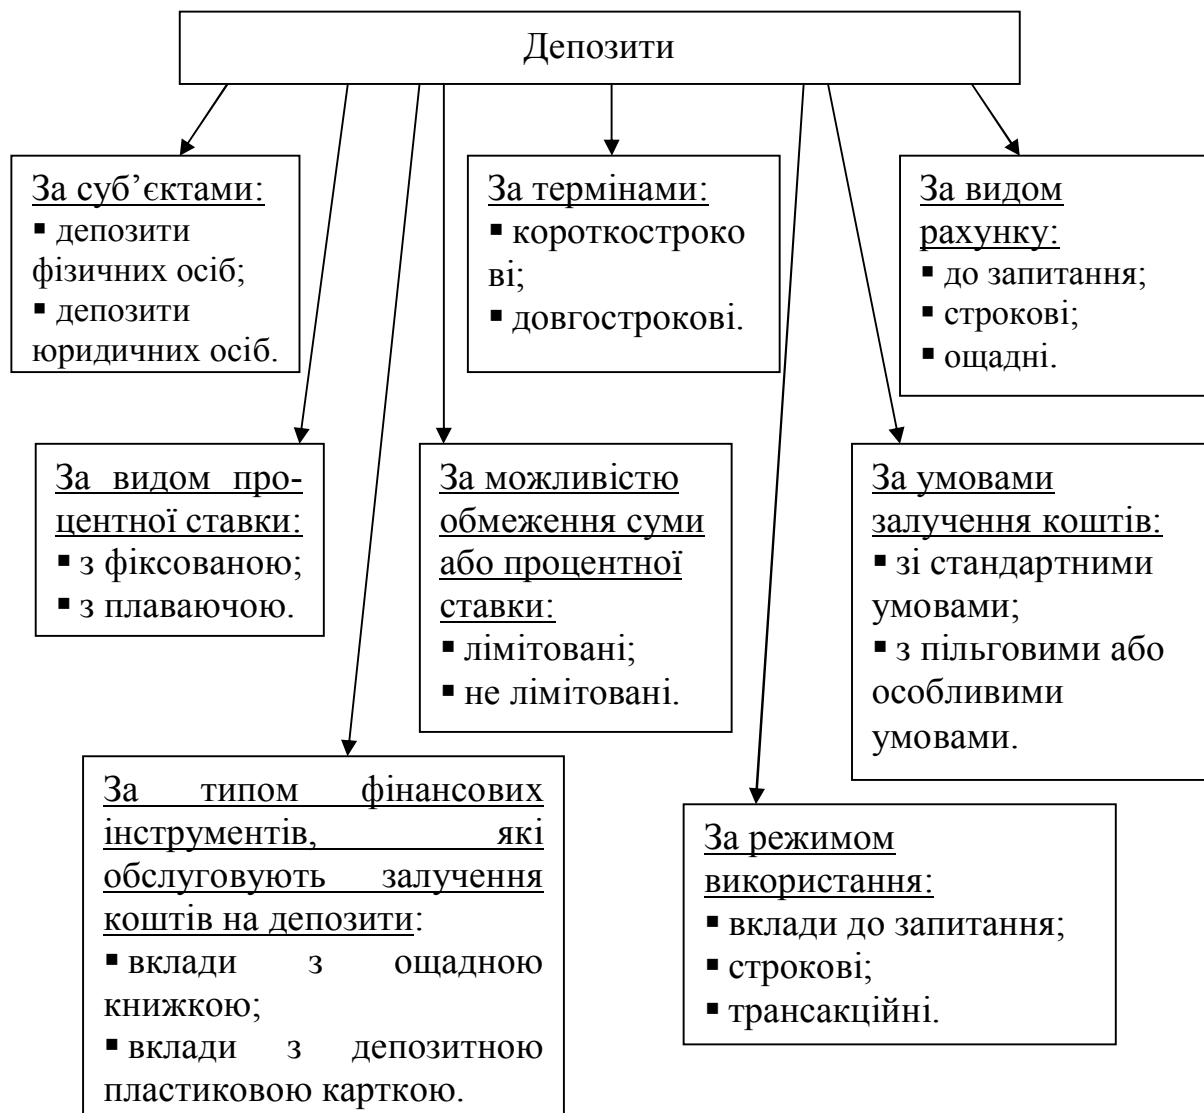 Депозити
За суб’єктами:
▪ депозити
фізичних осіб;
▪ депозити
юридичних осіб.
За термінами:
▪ короткостроко
ві;
▪ довгострокові.
За видом
рахунку:
▪ до запитання;
▪ строкові;
▪ ощадні.
За видом про-
центної ставки:
▪ з фіксованою;
▪ з плаваючою.
За можливістю
обмеження суми
або процентної
ставки:
▪ лімітовані;
▪ не лімітовані.
За умовами
залучення коштів:
▪ зі стандартними
умовами;
▪ з пільговими або
особливими
умовами.
За типом фінансових
інструментів, які
обслуговують залучення
коштів на депозити:
▪ вклади з ощадною
книжкою;
▪ вклади з депозитною
пластиковою карткою.
За режимом
використання:
▪ вклади до запитання;
▪ строкові;
▪ трансакційні.